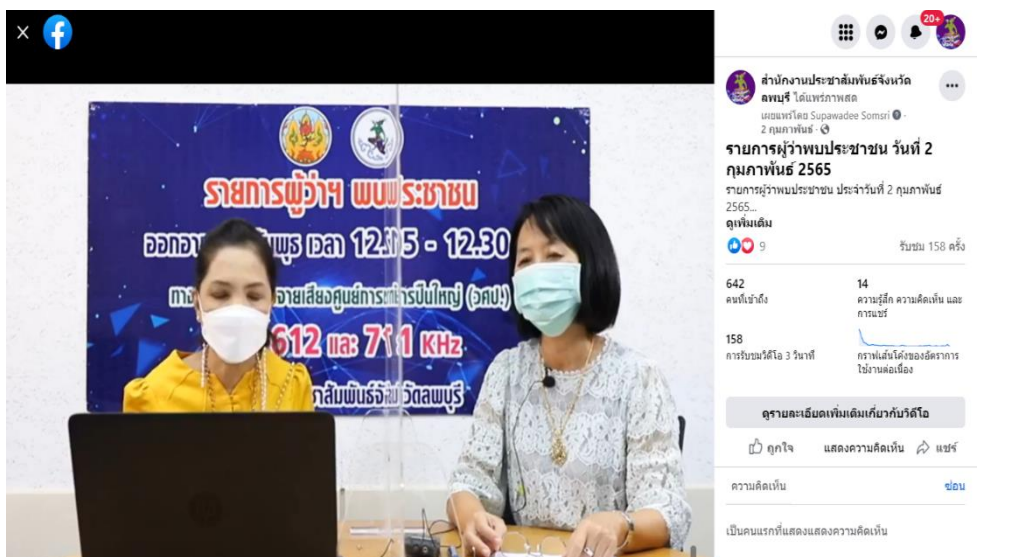 20+
รายการผู้ว่าฯ พบประชาชน
12.30
(วศป.)
612 และ 711 KHz
สำนักงานประชาสัมพันธ์จังหวัด
ลพบุรี ได้แพร่ภาพสด
เผยแพร่โดย Supawadee Somsri
2 กุมภาพันธ์
รายการผู้ว่าพบประชาชน วันที่ 2
กุมภาพันธ์ 2565
รายการผู้ว่าพบประชาชน ประจำวันที่ 2 กุมภาพันธ์
2565...
ดูเพิ่มเติม
9 รับชม 158 ครั้ง
642
คนที่เข้าถึง
14
ความรู้สึก ความคิดเห็น และ
การแชร์
158
การรับชมวิดีโอ 3 วินาที
กราฟเส้นโค้งของอัตราการ
ใช้งานต่อเนื่อง
ดูรายละเอียดเพิ่มเติมเกี่ยวกับวิดีโอ
ถูกใจ แสดงความคิดเห็น แชร์
ความคิดเห็น ซ่อน
เป็นคนแรกที่แสดงแสดงความคิดเห็น